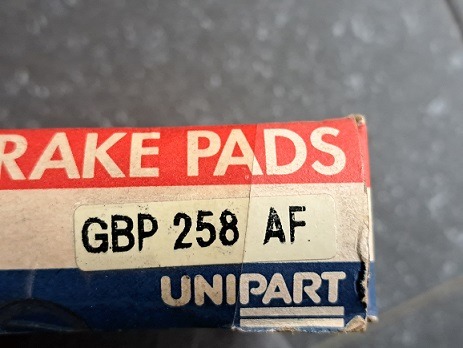 RAKE PADS
GBP 258 AF
UNIPART